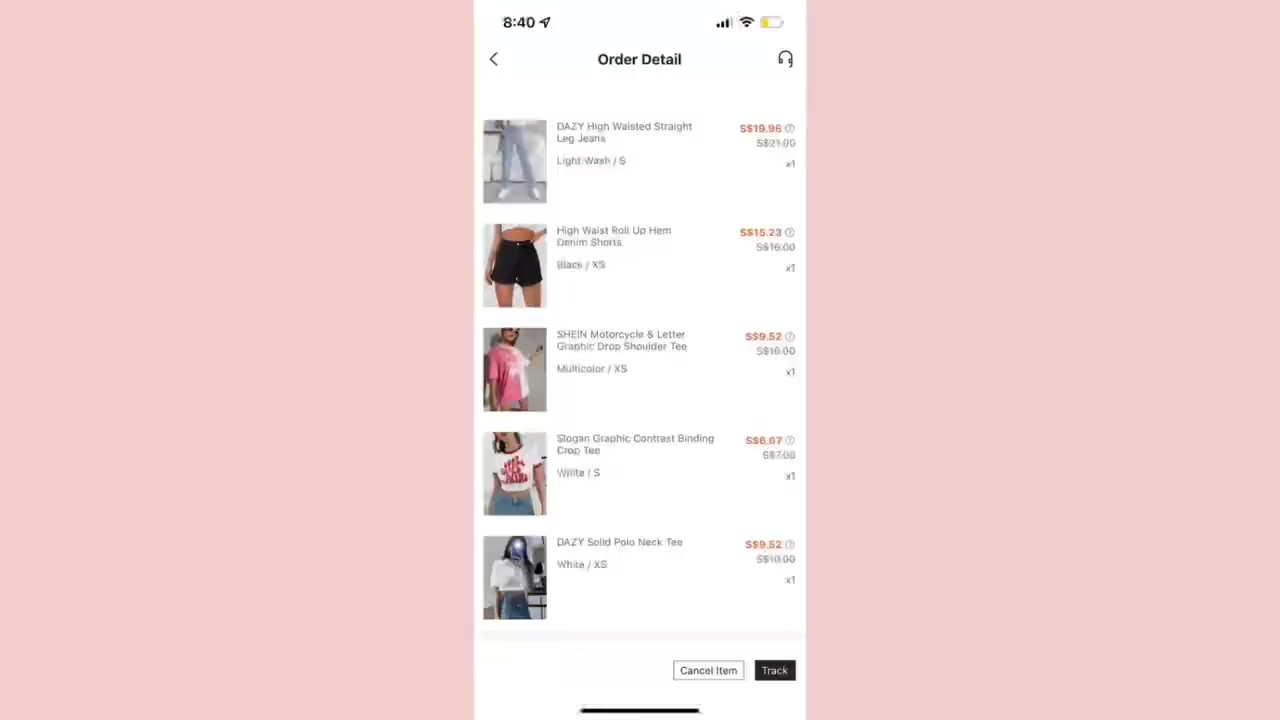 8:40
Order Detail
DAZY High Waisted Straight
Leg Jeans
S$19.96
S$21.00
Light Wash / S
x1
High Waist Roll Up Hem
Denim Shorts
S$15.23
S$16.00
Black / XS
x1
SHEIN Motorcycle & Letter
Graphic Drop Shoulder Tee
S$9.52
S$10.00
Multicolor / XS
x1
Slogan Graphic Contrast Binding
Crop Tee
S$6.67
S$7.00
White / S
x1
DAZY Solid Polo Neck Tee
S$9.52
S$10.00
White / XS
x1
Cancel Item
Track